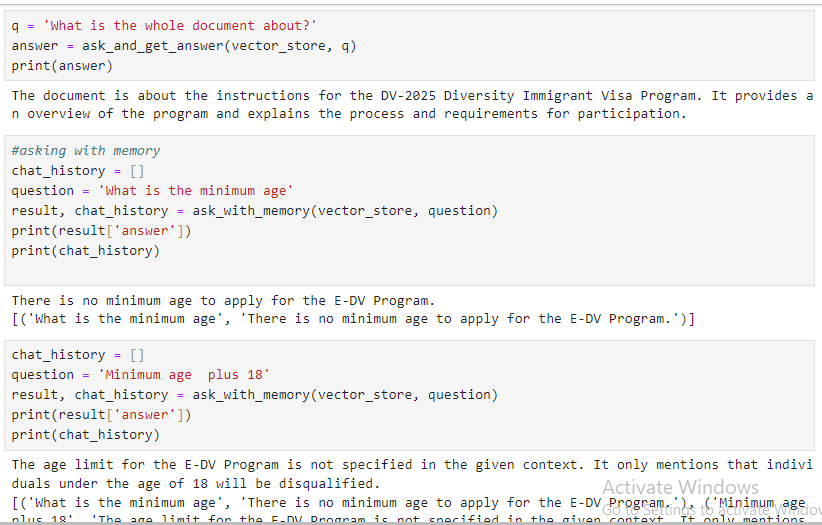 q = 'What is the whole document about?'
answer = ask_and_get_answer(vector_store, q)
print(answer)
The document is about the instructions for the DV-2025 Diversity Immigrant Visa Program. It provides a
n overview of the program and explains the process and requirements for participation.
#asking with memory
chat_history = []
question = 'What is the minimum age'
result, chat_history = ask_with_memory(vector_store, question)
print(result['answer'])
print(chat_history)
There is no minimum age to apply for the E-DV Program.
[('What is the minimum age', 'There is no minimum age to apply for the E-DV Program.')]
chat_history = []
question = 'Minimum age  plus 18'
result, chat_history = ask_with_memory(vector_store, question)
print(result['answer'])
print(chat_history)
The age limit for the E-DV Program is not specified in the given context. It only mentions that indivi
duals under the age of 18 will be disqualified.
Activate Windows
[('What is the minimum age', 'There is no minimum age to apply for the E-DV Program.'), ('Minimum age
Go to Settings to activate Window
plus 18', 'The age limit for the E-DV Program is not specified in the given context. It only mentions